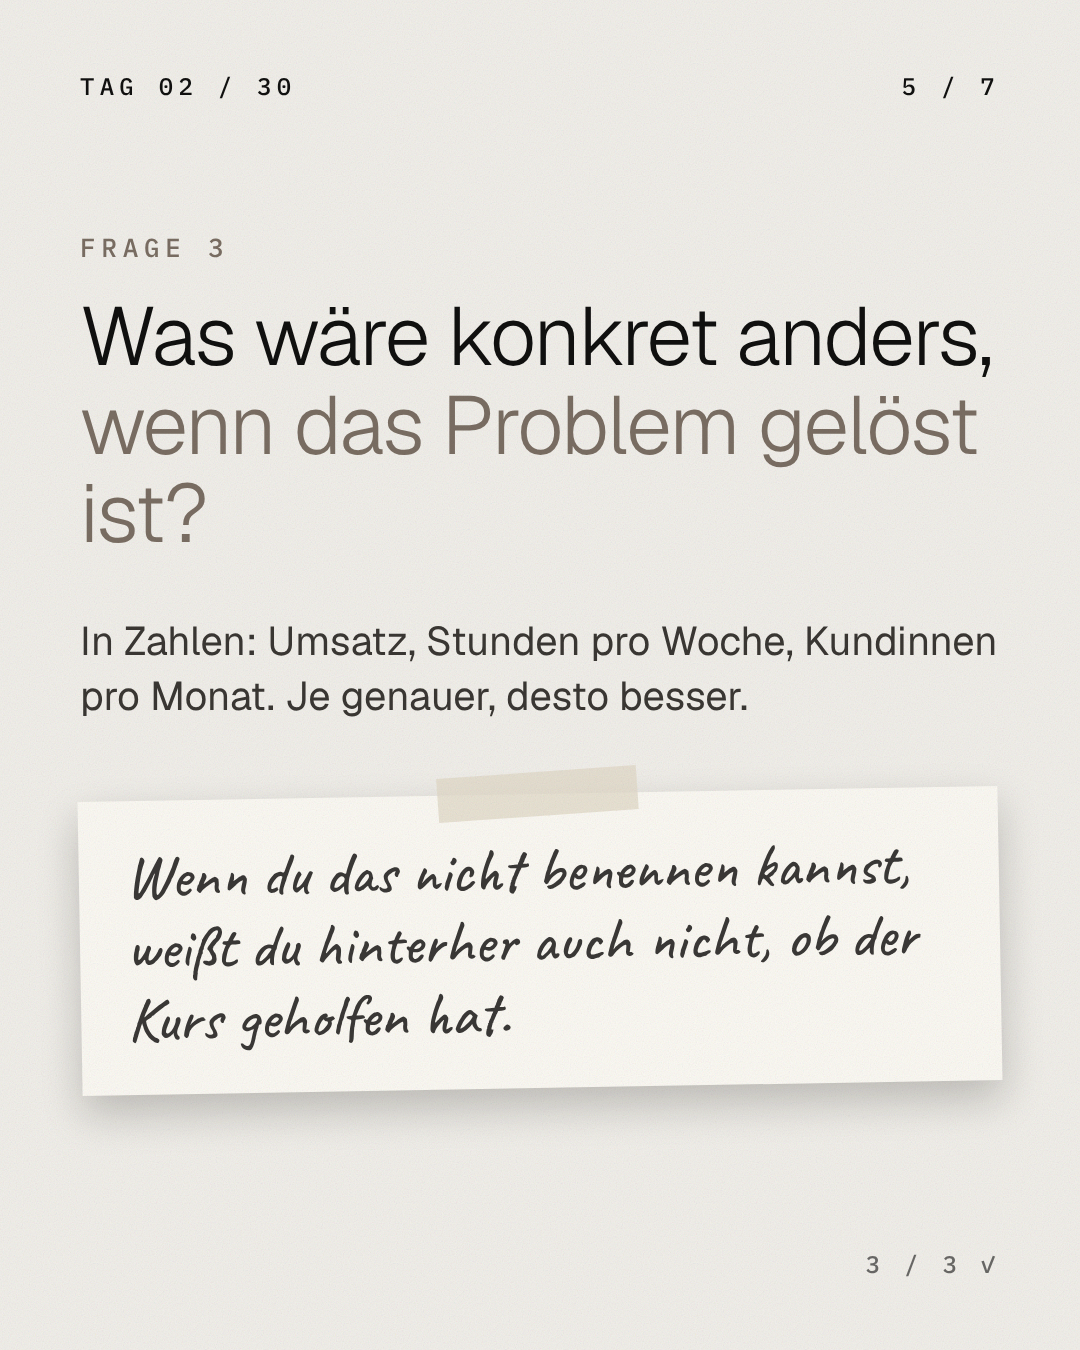 TAG 02 / 30
5 / 7
FRAGE 3
Was wäre konkret anders,
wenn das Problem gelöst
ist?
In Zahlen: Umsatz, Stunden pro Woche, Kundinnen
pro Monat. Je genauer, desto besser.
Wenn du das nicht benennen kannst,
weißt du hinterher auch nicht, ob der
Kurs geholfen hat.
3 / 3 ✓